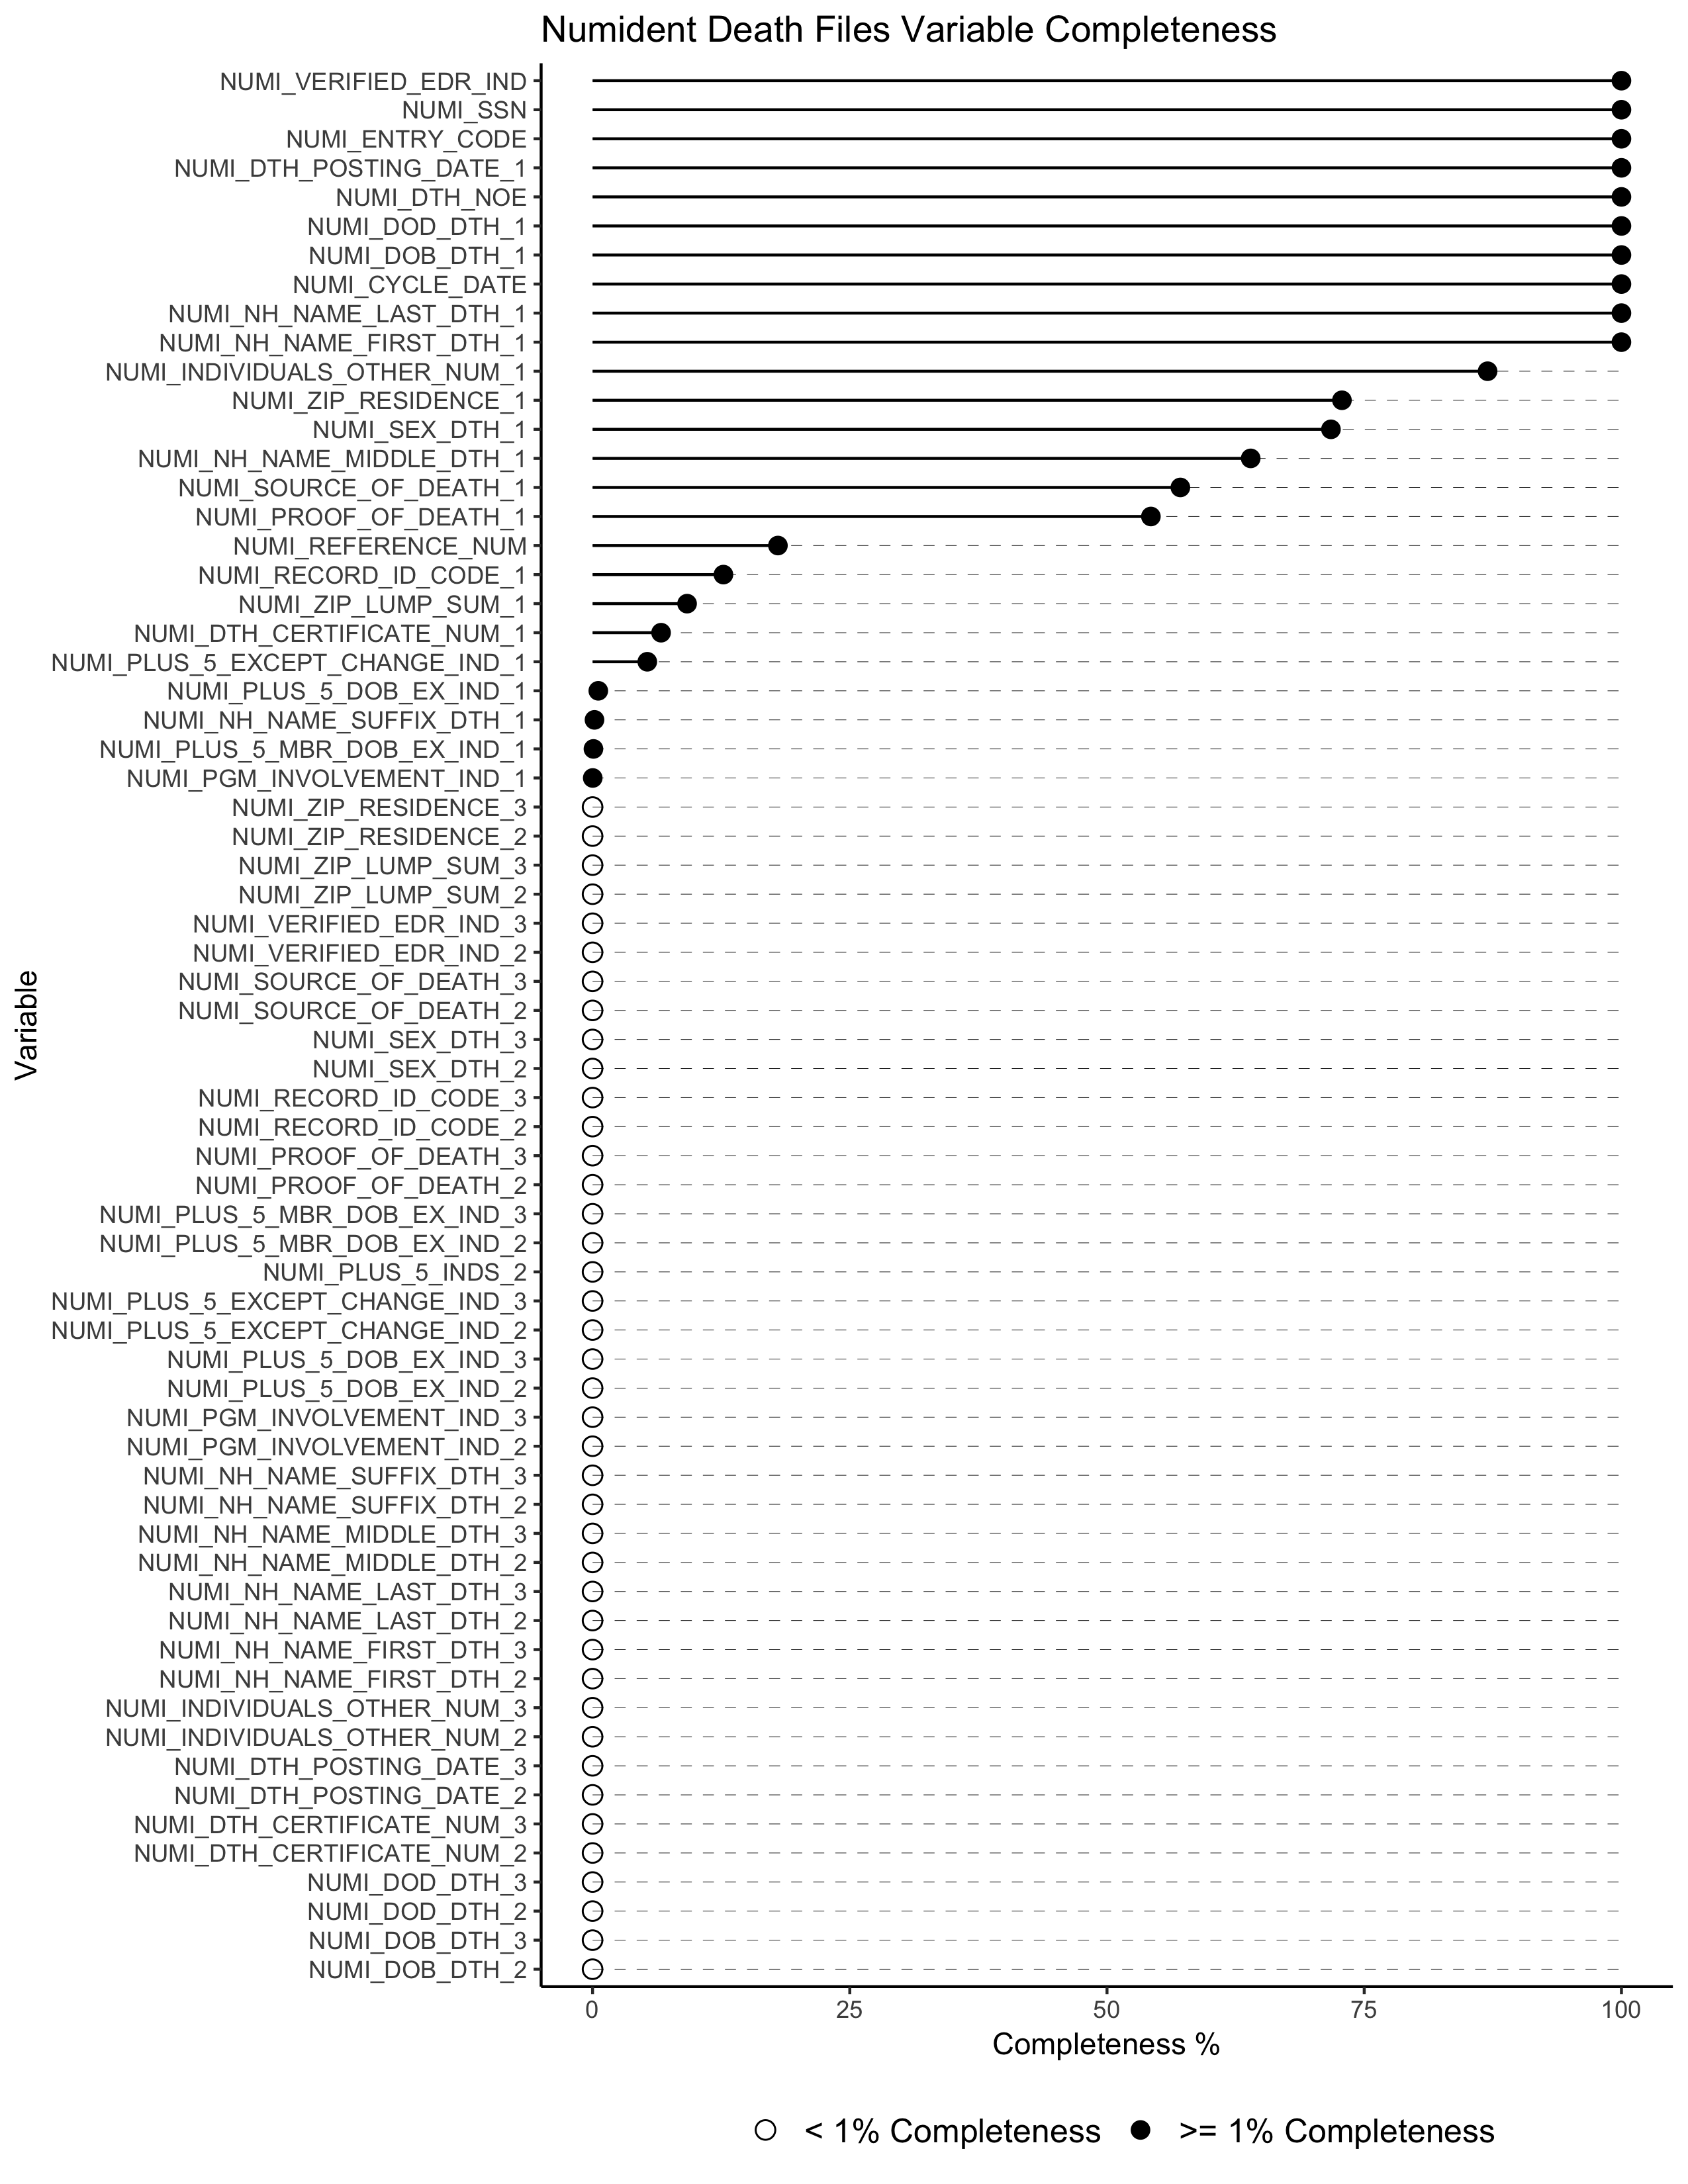 Numident Death Files Variable Completeness
NUMI_VERIFIED_EDR_IND
NUMI_SSN
NUMI_ENTRY_CODE
NUMI_DTH_POSTING_DATE_1
NUMI_DTH_NOE
NUMI_DOD_DTH_1
NUMI_DOB_DTH_1
NUMI_CYCLE_DATE
NUMI_NH_NAME_LAST_DTH_1
NUMI_NH_NAME_FIRST_DTH_1
NUMI_INDIVIDUALS_OTHER_NUM_1
NUMI_ZIP_RESIDENCE_1
NUMI_SEX_DTH_1
NUMI_NH_NAME_MIDDLE_DTH_1
NUMI_SOURCE_OF_DEATH_1
NUMI_PROOF_OF_DEATH_1
NUMI_REFERENCE_NUM
NUMI_RECORD_ID_CODE_1
NUMI_ZIP_LUMP_SUM_1
NUMI_DTH_CERTIFICATE_NUM_1
NUMI_PLUS_5_EXCEPT_CHANGE_IND_1
NUMI_PLUS_5_DOB_EX_IND_1
NUMI_NH_NAME_SUFFIX_DTH_1
NUMI_PLUS_5_MBR_DOB_EX_IND_1
NUMI_PGM_INVOLVEMENT_IND_1
NUMI_ZIP_RESIDENCE_3
NUMI_ZIP_RESIDENCE_2
NUMI_ZIP_LUMP_SUM_3
NUMI_ZIP_LUMP_SUM_2
NUMI_VERIFIED_EDR_IND_3
NUMI_VERIFIED_EDR_IND_2
NUMI_SOURCE_OF_DEATH_3
NUMI_SOURCE_OF_DEATH_2
NUMI_SEX_DTH_3
NUMI_SEX_DTH_2
NUMI_RECORD_ID_CODE_3
NUMI_RECORD_ID_CODE_2
NUMI_PROOF_OF_DEATH_3
NUMI_PROOF_OF_DEATH_2
NUMI_PLUS_5_MBR_DOB_EX_IND_3
NUMI_PLUS_5_MBR_DOB_EX_IND_2
NUMI_PLUS_5_INDS_2
NUMI_PLUS_5_EXCEPT_CHANGE_IND_3
NUMI_PLUS_5_EXCEPT_CHANGE_IND_2
NUMI_PLUS_5_DOB_EX_IND_3
NUMI_PLUS_5_DOB_EX_IND_2
NUMI_PGM_INVOLVEMENT_IND_3
NUMI_PGM_INVOLVEMENT_IND_2
NUMI_NH_NAME_SUFFIX_DTH_3
NUMI_NH_NAME_SUFFIX_DTH_2
NUMI_NH_NAME_MIDDLE_DTH_3
NUMI_NH_NAME_MIDDLE_DTH_2
NUMI_NH_NAME_LAST_DTH_3
NUMI_NH_NAME_LAST_DTH_2
NUMI_NH_NAME_FIRST_DTH_3
NUMI_NH_NAME_FIRST_DTH_2
NUMI_INDIVIDUALS_OTHER_NUM_3
NUMI_INDIVIDUALS_OTHER_NUM_2
NUMI_DTH_POSTING_DATE_3
NUMI_DTH_POSTING_DATE_2
NUMI_DTH_CERTIFICATE_NUM_3
NUMI_DTH_CERTIFICATE_NUM_2
NUMI_DOD_DTH_3
NUMI_DOD_DTH_2
NUMI_DOB_DTH_3
NUMI_DOB_DTH_2
Variable
0 25 50 75 100
Completeness %
< 1% Completeness >= 1% Completeness